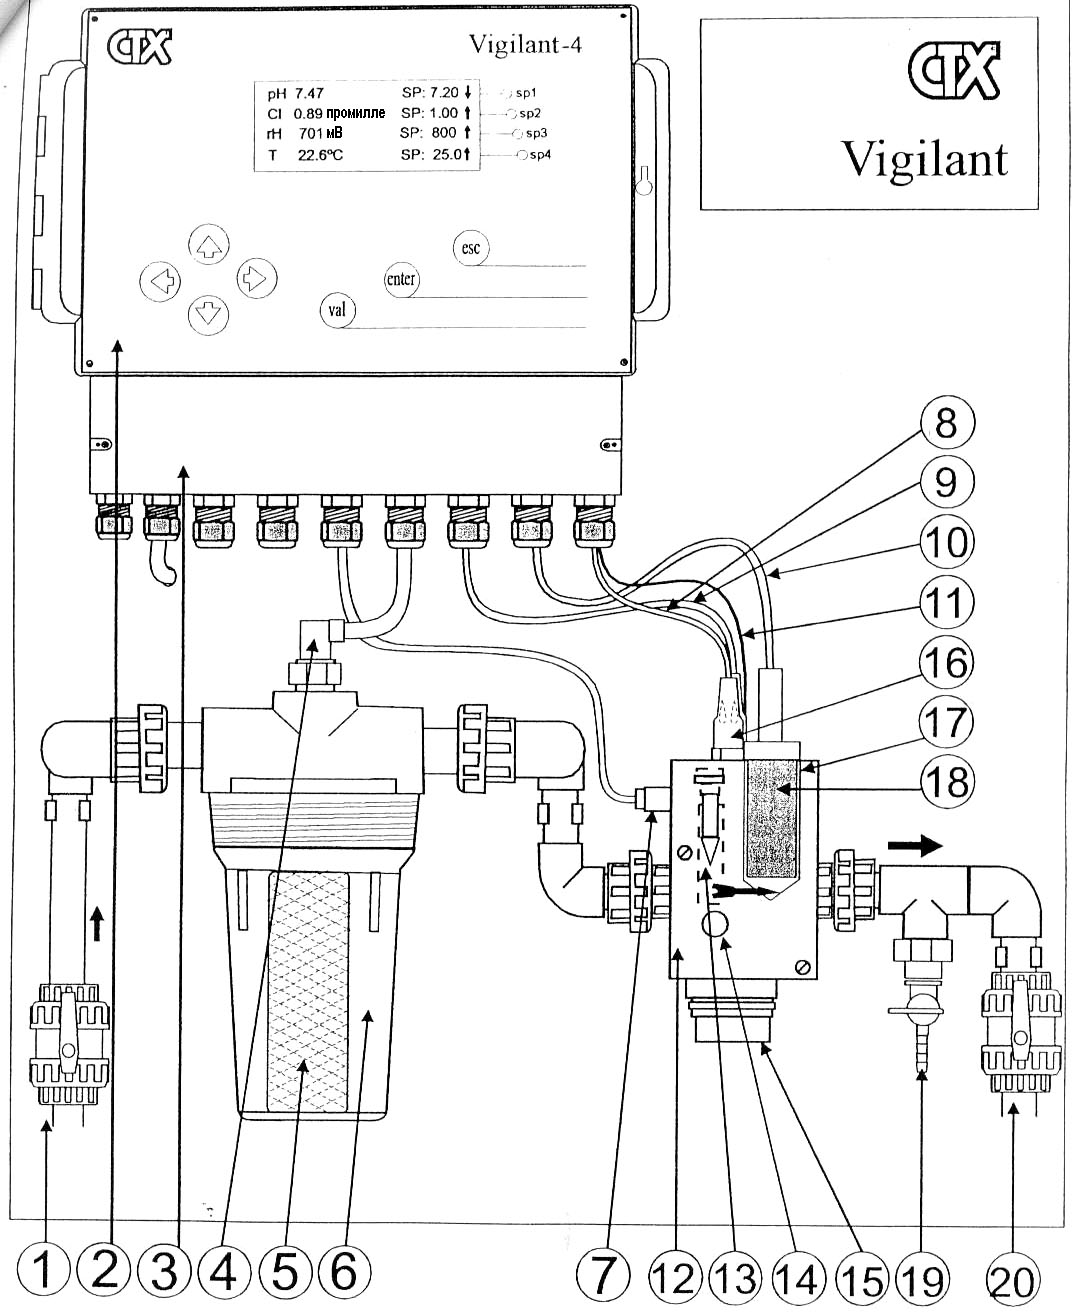 CTX
Vigilant-4
CTX
Vigilant
pH 7.47 SP: 7.20 ↓ sp1
Cl 0.89 промилле SP: 1.00 ↑ sp2
rH 701 мВ SP: 800 ↑ sp3
T 22.6ºC SP: 25.0↑ sp4
esc
enter
val
8
9
10
11
16
17
18
1 2 3 4 5 6 7 12 13 14 15 19 20